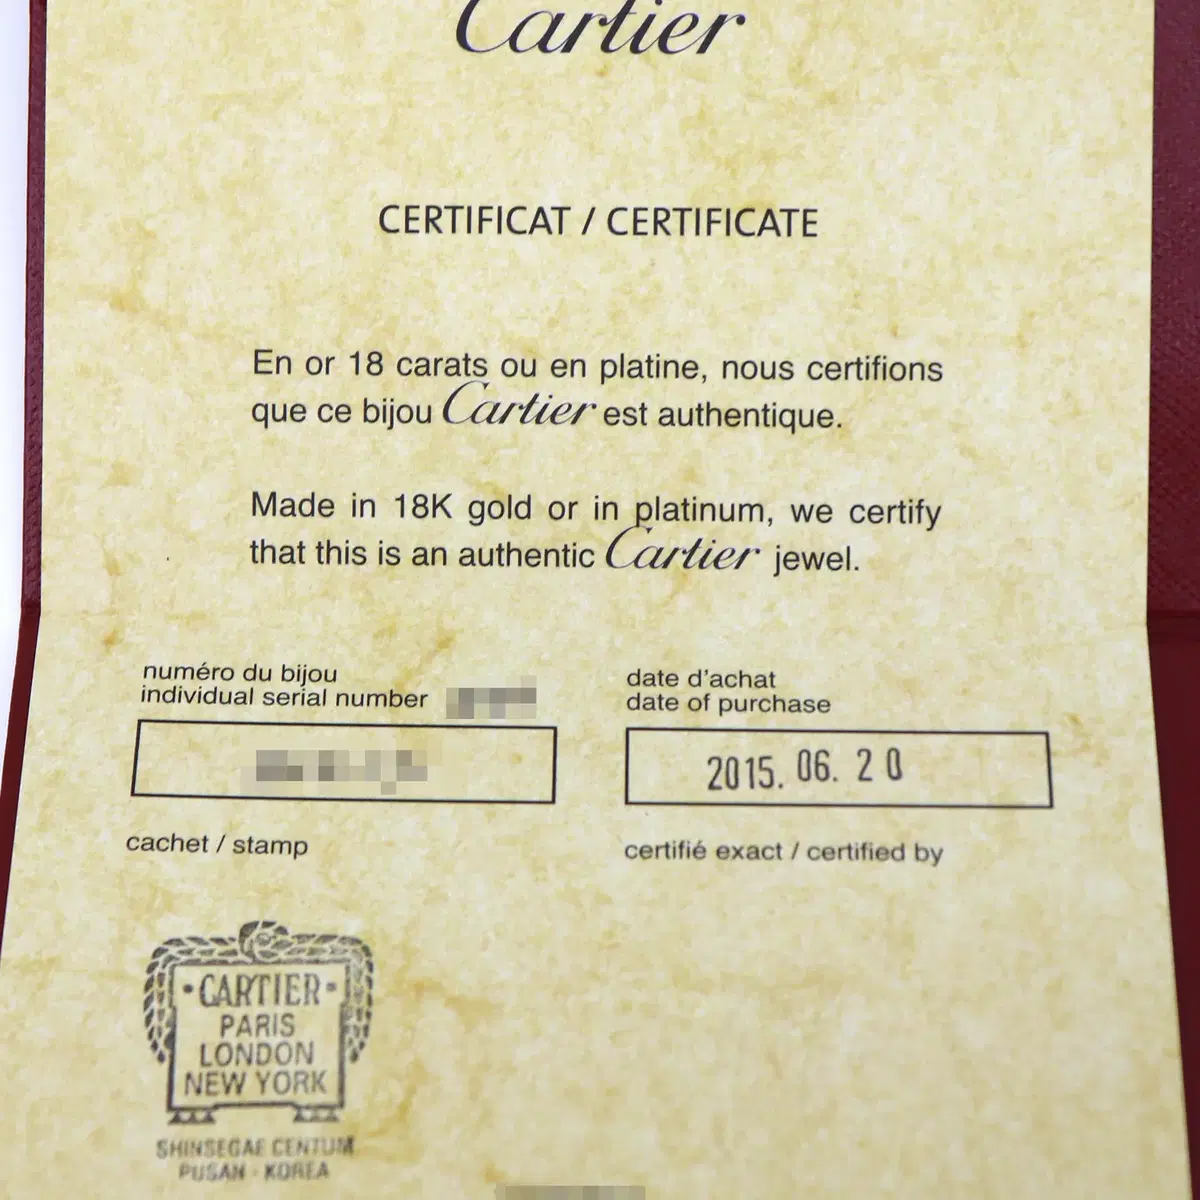 Cartier
CERTIFICAT / CERTIFICATE
En or 18 carats ou en platine, nous certifions
que ce bijou Cartier est authentique.
Made in 18K gold or in platinum, we certify
that this is an authentic Cartier jewel.
numéro du bijou
individual serial number
date d'achat
date of purchase
2015. 06. 20
cachet / stamp
certifié exact / certified by
·CARTIER·
PARIS
LONDON
NEW YORK
SHINSEGAE CENTUM
PUSAN - KOREA